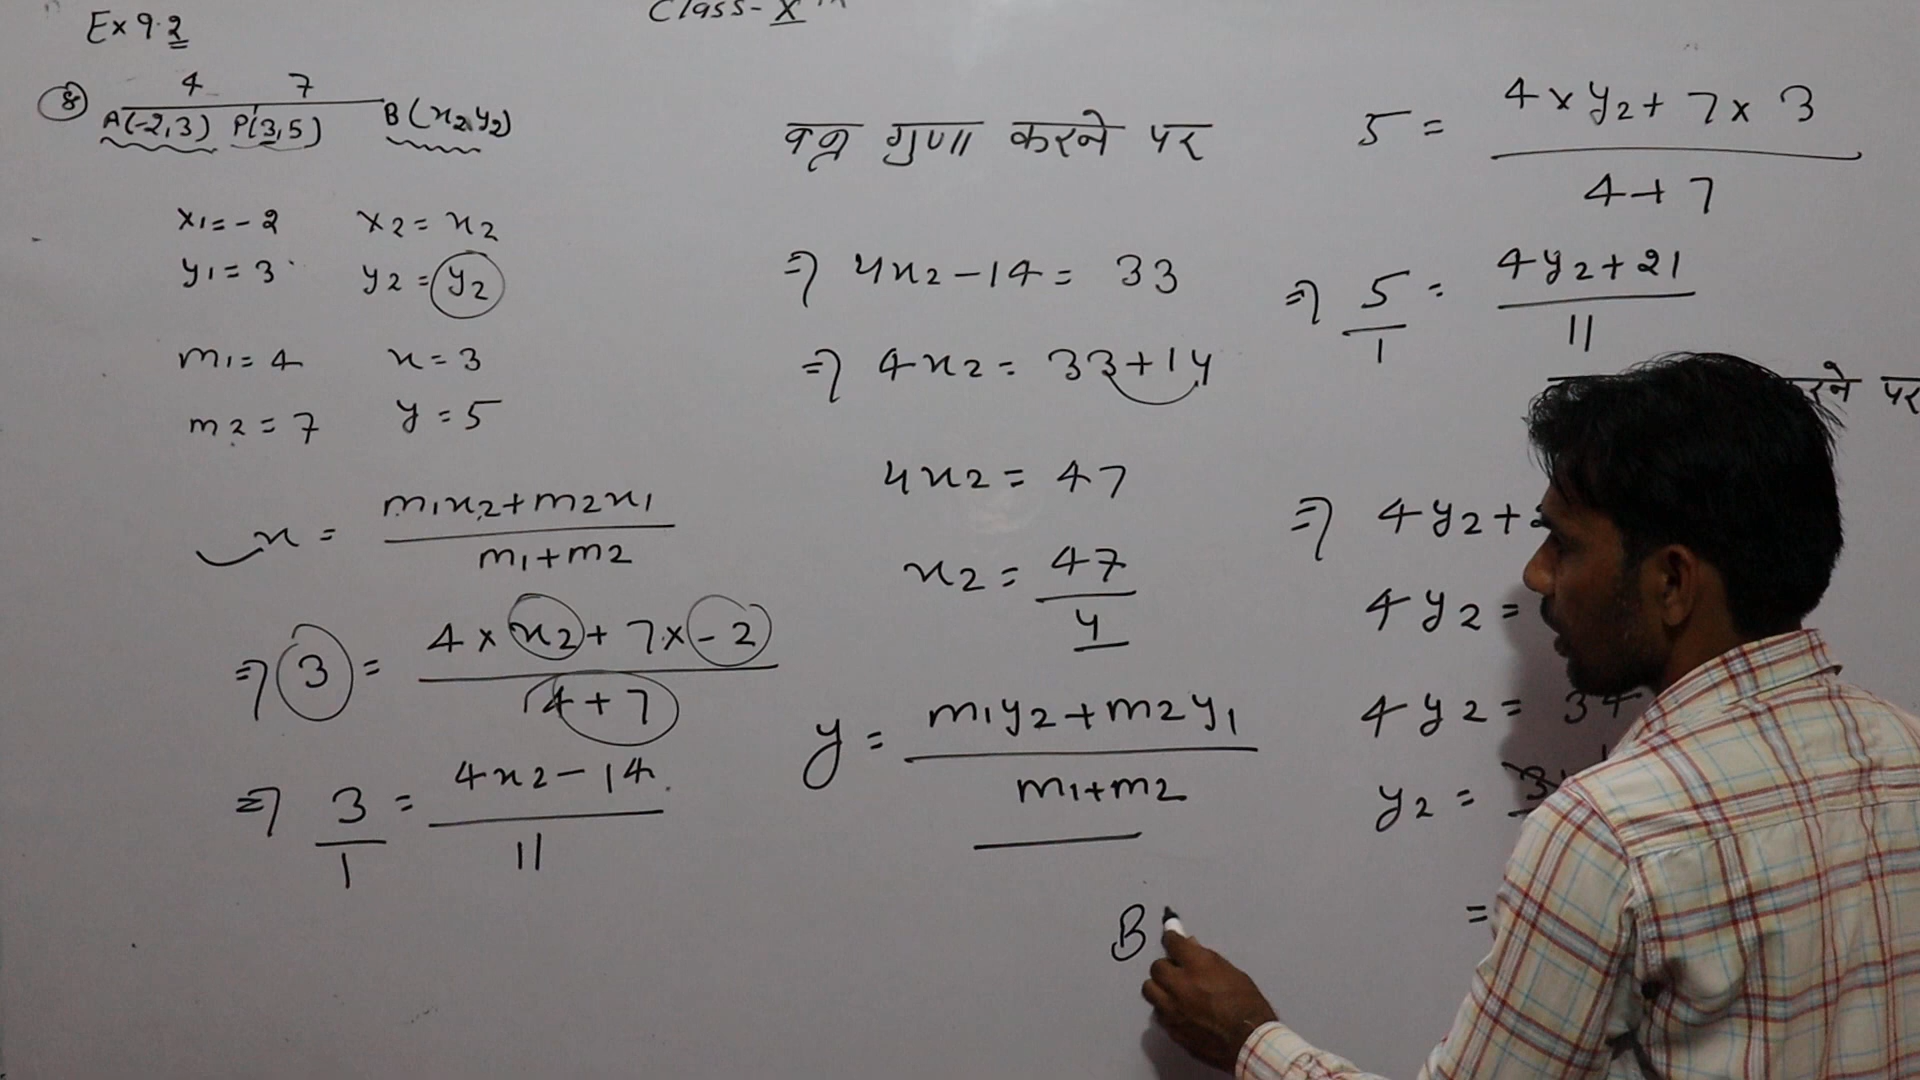 Ex 9.2
Class-X
⑧ 4 7
A(-2,3) P(3,5) B(x2,y2)
x1=-2 x2=x2
y1=3 y2=y2
m1=4 x=3
m2=7 y=5
x = m1x2+m2x1 / m1+m2
⇒ 3 = 4×x2+7×-2 / 4+7
⇒ 3/1 = 4x2-14 / 11
वज्र गुणा करने पर
⇒ 4x2-14=33
⇒ 4x2=33+14
4x2=47
x2=47/4
y = m1y2+m2y1 / m1+m2
B
5 = 4×y2+7×3 / 4+7
⇒ 5/1 = 4y2+21 / 11
रने पर
⇒ 4y2+
4y2=
4y2=34
y2=
=